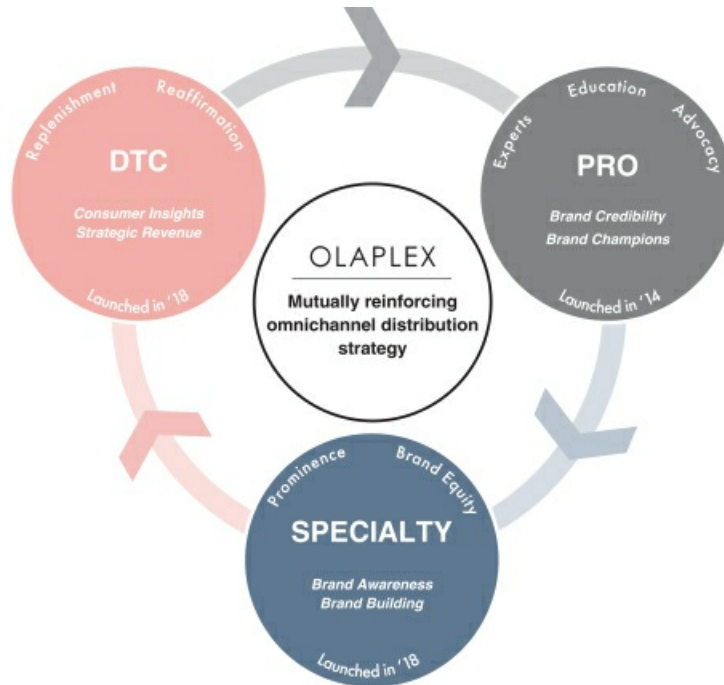 Replenishment
Reaffirmation
DTC
Consumer Insights
Strategic Revenue
Launched in '18
Experts
Education
Advocacy
PRO
Brand Credibility
Brand Champions
Launched in '14
OLAPLEX
Mutually reinforcing
omnichannel distribution
strategy
Prominence
Brand Equity
SPECIALTY
Brand Awareness
Brand Building
Launched in '18